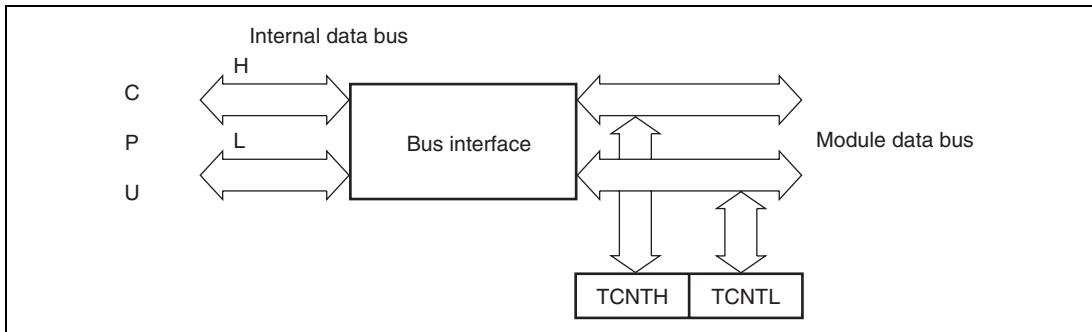 Internal data bus
H
C
P
L
Bus interface
Module data bus
U
TCNTH
TCNTL